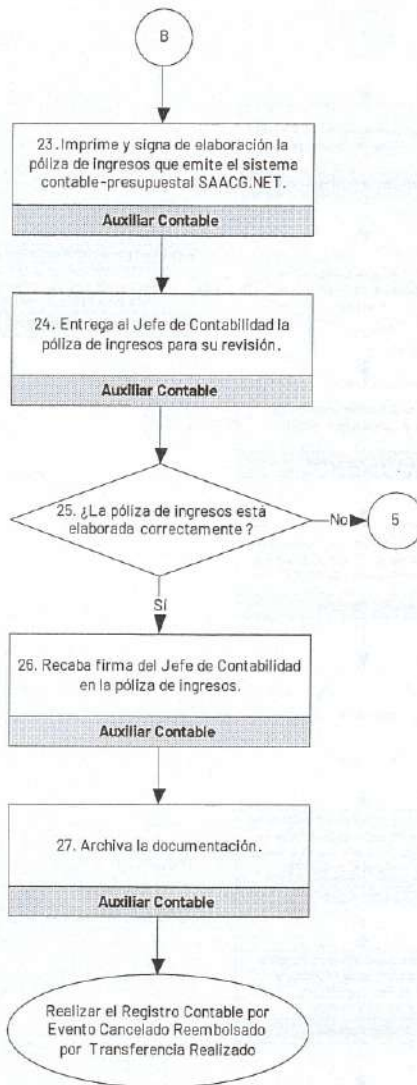 B
23. Imprime y signa de elaboración la
póliza de ingresos que emite el sistema
contable-presupuestal SAACG.NET.
Auxiliar Contable
24. Entrega al Jefe de Contabilidad la
póliza de ingresos para su revisión.
Auxiliar Contable
25. ¿La póliza de ingresos está
elaborada correctamente?
No
5
Sí
26. Recaba firma del Jefe de Contabilidad
en la póliza de ingresos.
Auxiliar Contable
27. Archiva la documentación.
Auxiliar Contable
Realizar el Registro Contable por
Evento Cancelado Reembolsado
por Transferencia Realizado